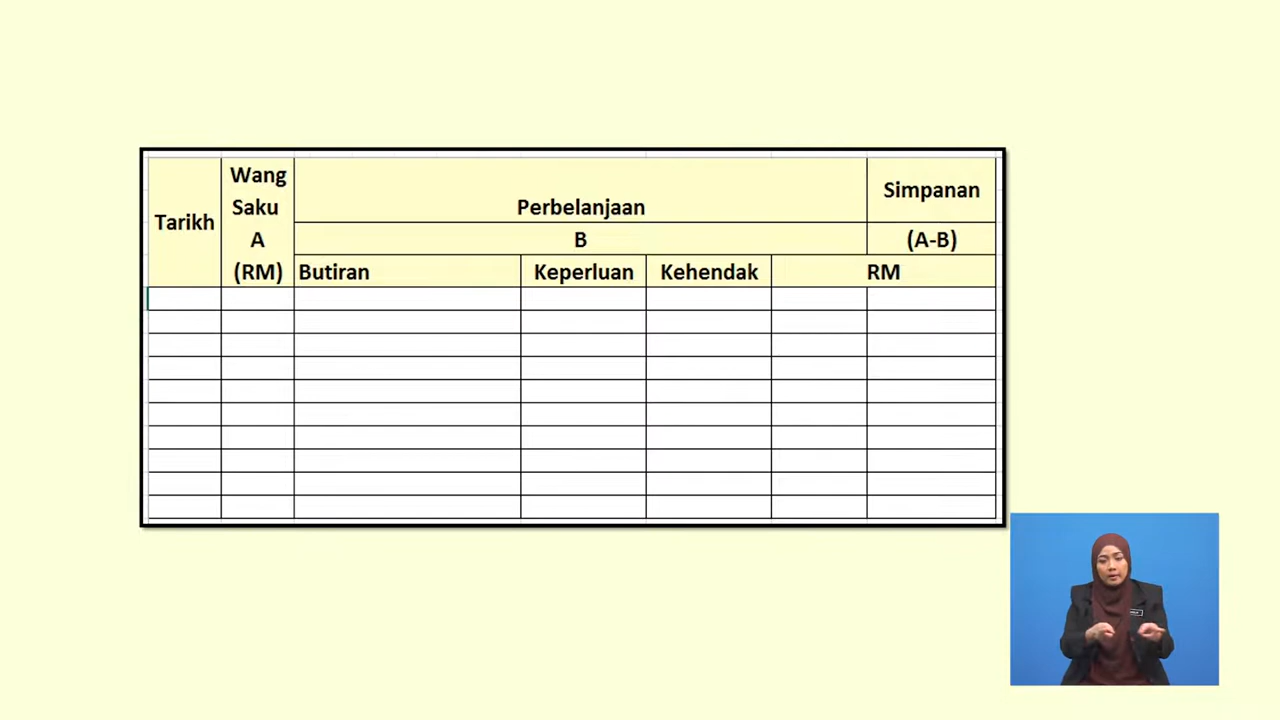 Tarikh
Wang
Saku
A
(RM)
Perbelanjaan
B
Simpanan
(A-B)
Butiran
Keperluan
Kehendak
RM